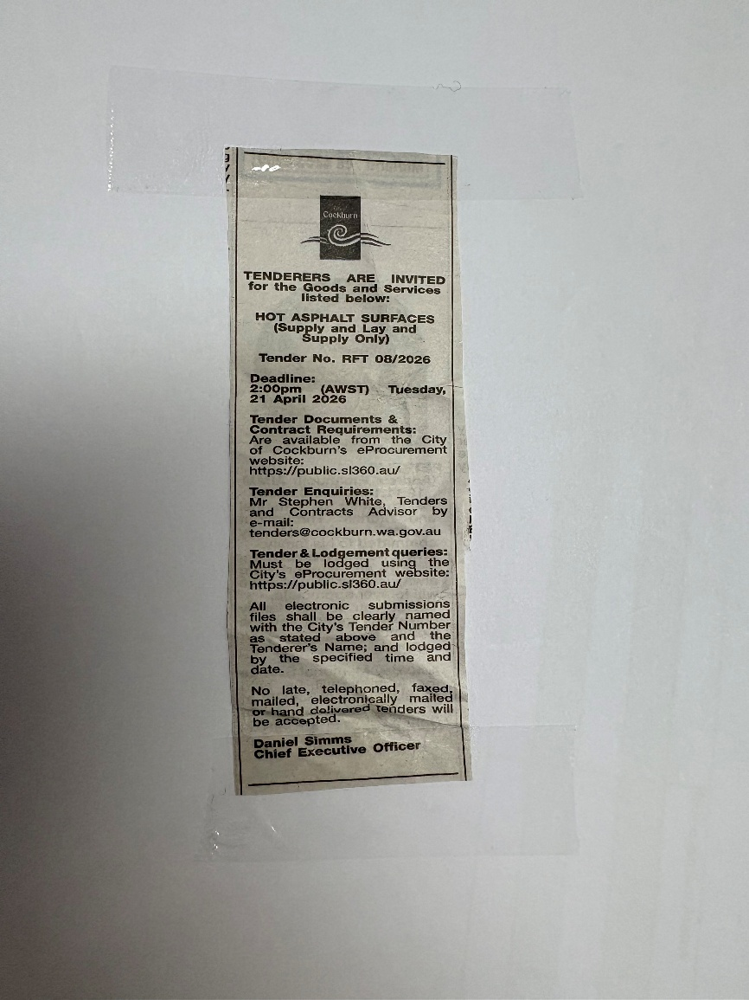 Cockburn
TENDERERS ARE INVITED
for the Goods and Services
listed below:
HOT ASPHALT SURFACES
(Supply and Lay and
Supply Only)
Tender No. RFT 08/2026
Deadline:
2:00pm (AWST) Tuesday,
21 April 2026
Tender Documents &
Contract Requirements:
Are available from the City
of Cockburn's eProcurement
website:
https://public.sl360.au/
Tender Enquiries:
Mr Stephen White, Tenders
and Contracts Advisor by
e-mail:
tenders@cockburn.wa.gov.au
Tender & Lodgement queries:
Must be lodged using the
City's eProcurement website:
https://public.sl360.au/
All electronic submissions
files shall be clearly named
with the City's Tender Number
as stated above and the
Tenderer's Name; and lodged
by the specified time and
date.
No late, telephoned, faxed,
mailed, electronically mailed
or hand delivered tenders will
be accepted.
Daniel Simms
Chief Executive Officer